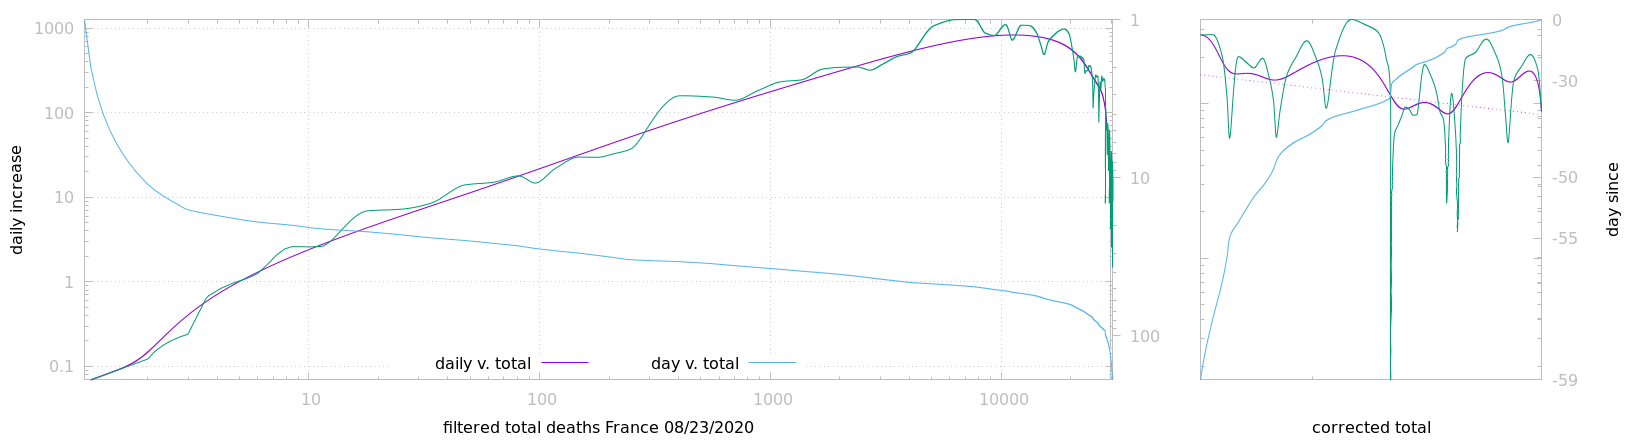 1000
100
10
1
0.1
daily increase
10
100
1000
10000
filtered total deaths France 08/23/2020
daily v. total
day v. total
1
10
100
0
-30
-50
-55
-59
day since
corrected total